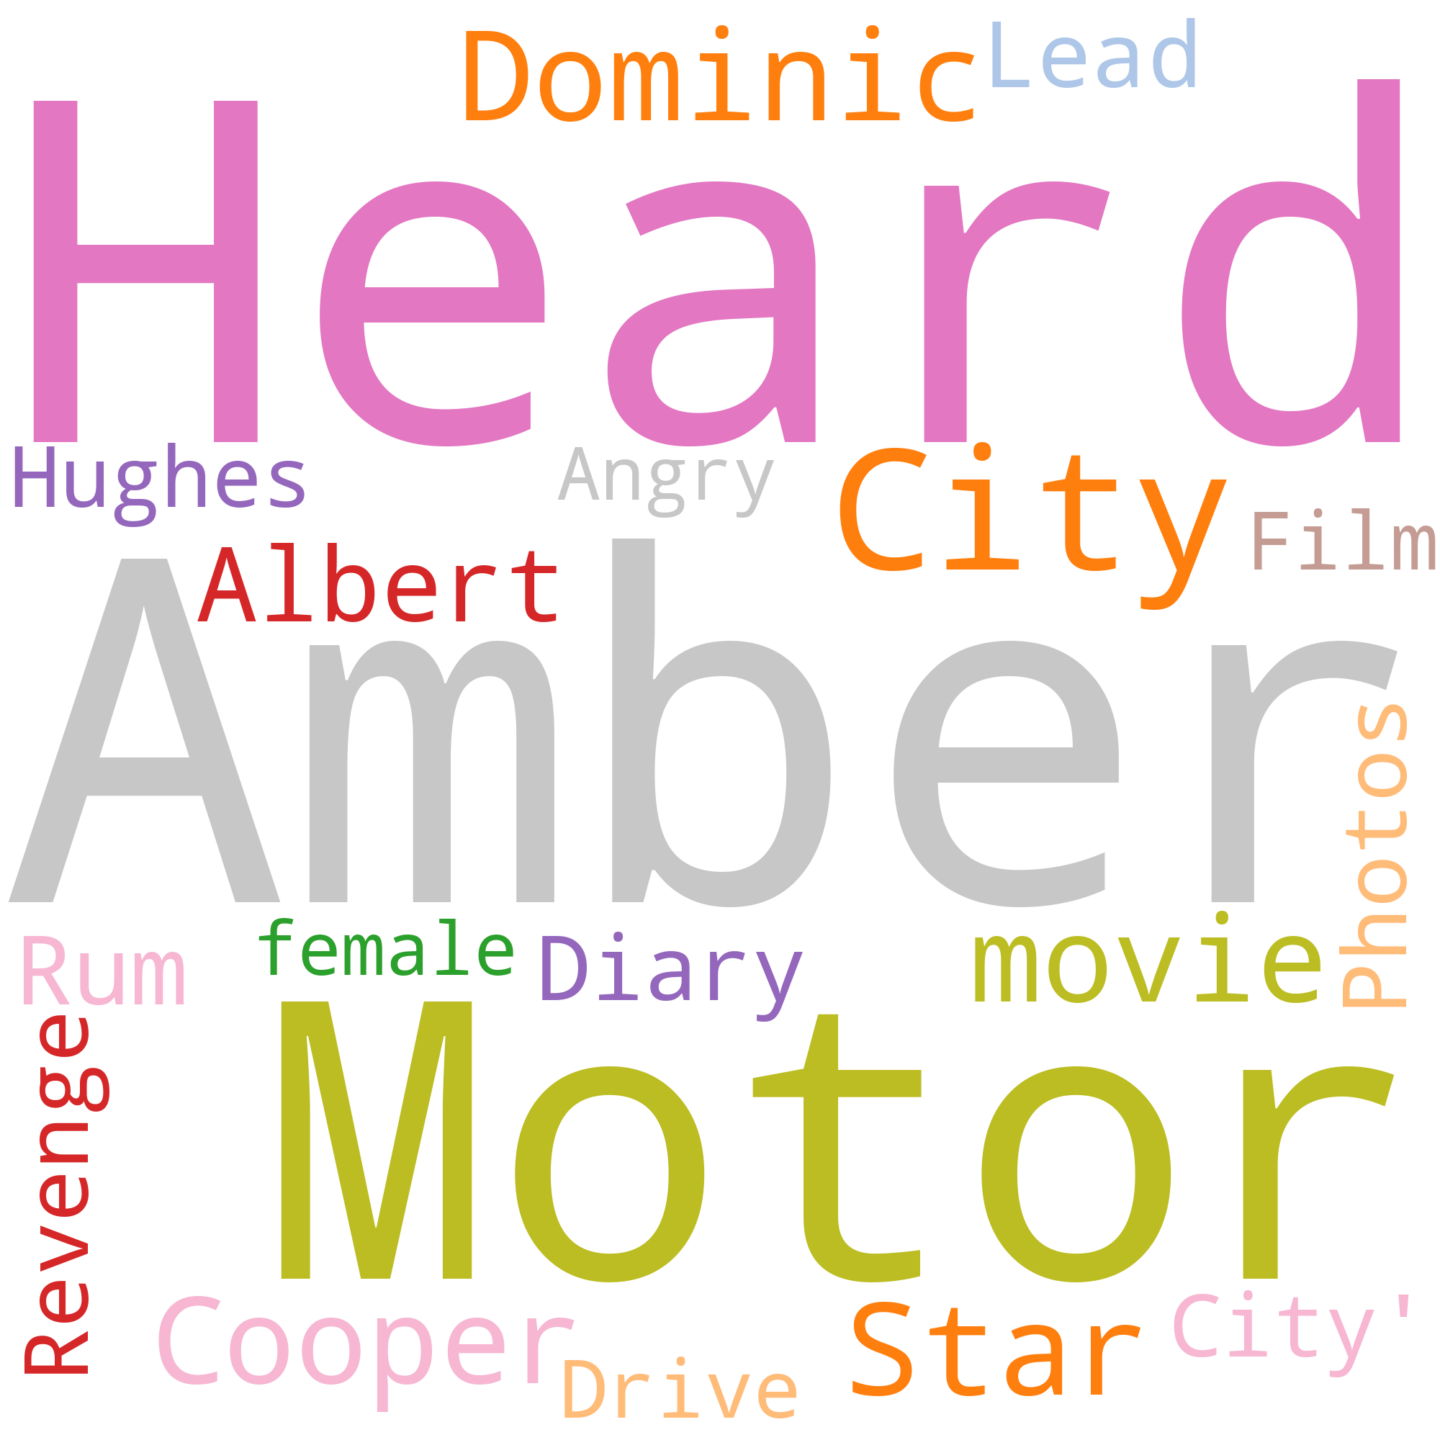 Dominic Lead
Heard
Hughes Angry City Film
Albert
Amber
Photos
Rum female Diary movie
Motor
Revenge
Cooper Star City'
Drive